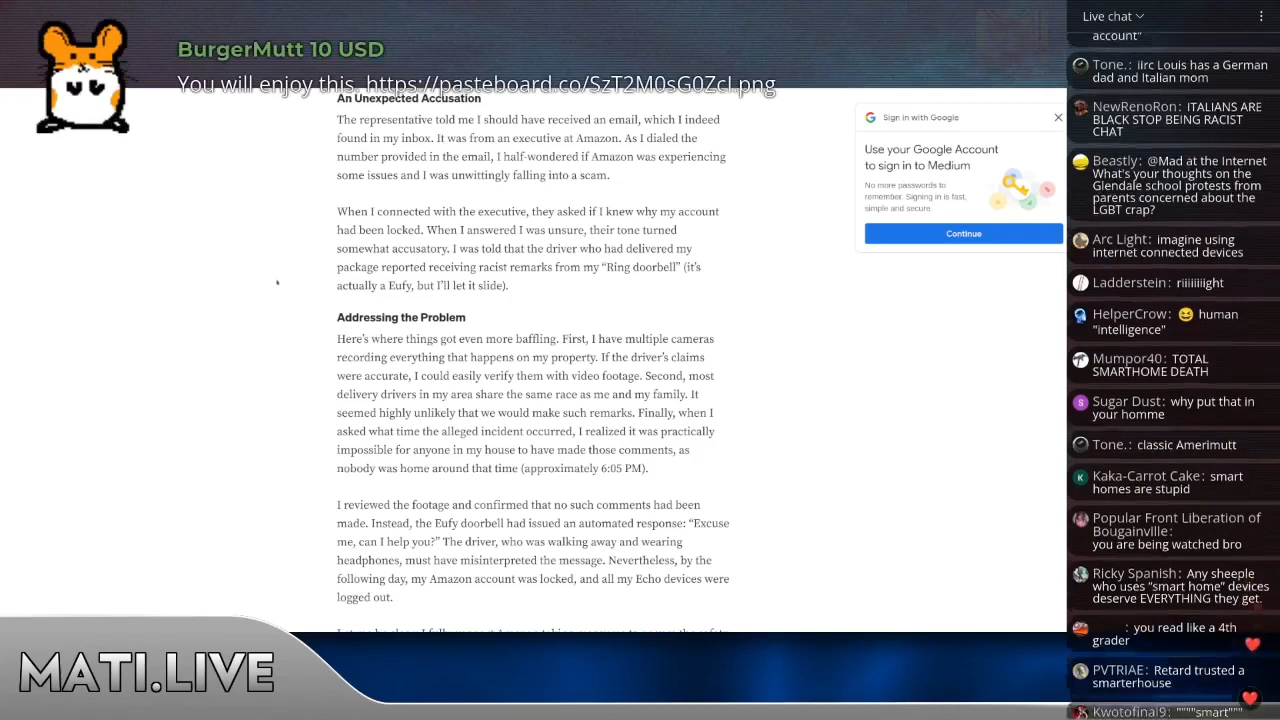 BurgerMutt 10 USD
You will enjoy this. https://pasteboard.co/SzT2M0sG0ZcI.png
An Unexpected Accusation
The representative told me I should have received an email, which I indeed
found in my inbox. It was from an executive at Amazon. As I dialed the
number provided in the email, I half-wondered if Amazon was experiencing
some issues and I was unwittingly falling into a scam.
When I connected with the executive, they asked if I knew why my account
had been locked. When I answered I was unsure, their tone turned
somewhat accusatory. I was told that the driver who had delivered my
package reported receiving racist remarks from my “Ring doorbell” (it’s
actually a Eufy, but I’ll let it slide).
Addressing the Problem
Here’s where things got even more baffling. First, I have multiple cameras
recording everything that happens on my property. If the driver’s claims
were accurate, I could easily verify them with video footage. Second, most
delivery drivers in my area share the same race as me and my family. It
seemed highly unlikely that we would make such remarks. Finally, when I
asked what time the alleged incident occurred, I realized it was practically
impossible for anyone in my house to have made those comments, as
nobody was home around that time (approximately 6:05 PM).
I reviewed the footage and confirmed that no such comments had been
made. Instead, the Eufy doorbell had issued an automated response: “Excuse
me, can I help you?” The driver, who was walking away and wearing
headphones, must have misinterpreted the message. Nevertheless, by the
following day, my Amazon account was locked, and all my Echo devices were
logged out.
Sign in with Google
Use your Google Account
to sign in to Medium
No more passwords to
remember. Signing in is fast,
simple and secure.
Continue
MATI.LIVE
Live chat
account"
Tone.: iirc Louis has a German
dad and Italian mom
NewRenoRon: ITALIANS ARE
BLACK STOP BEING RACIST
CHAT
Beastly: @Mad at the Internet
What's your thoughts on the
Glendale school protests from
parents concerned about the
LGBT crap?
Arc Light: imagine using
internet connected devices
Ladderstein: riiiiiiiight
HelperCrow: 😆 human
"intelligence"
Mumpor40: TOTAL
SMARTHOME DEATH
Sugar Dust: why put that in
your homme
Tone.: classic Amerimutt
Kaka-Carrot Cake: smart
homes are stupid
Popular Front Liberation of
Bougainville:
you are being watched bro
Ricky Spanish: Any sheeple
who uses "smart home" devices
deserve EVERYTHING they get.
: you read like a 4th
grader
PVTRIAE: Retard trusted a
smarterhouse
Kwotofinal9: """"smart"""